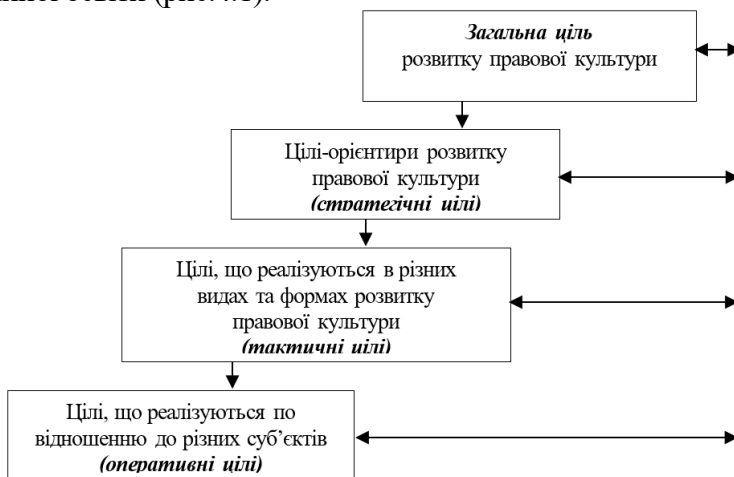 освіти
Загальна ціль
розвитку правової культури
Цілі-орієнтири розвитку
правової культури
(стратегічні цілі)
Цілі, що реалізуються в різних
видах та формах розвитку
правової культури
(тактичні цілі)
Цілі, що реалізуються по
відношенню до різних суб’єктів
(оперативні цілі)